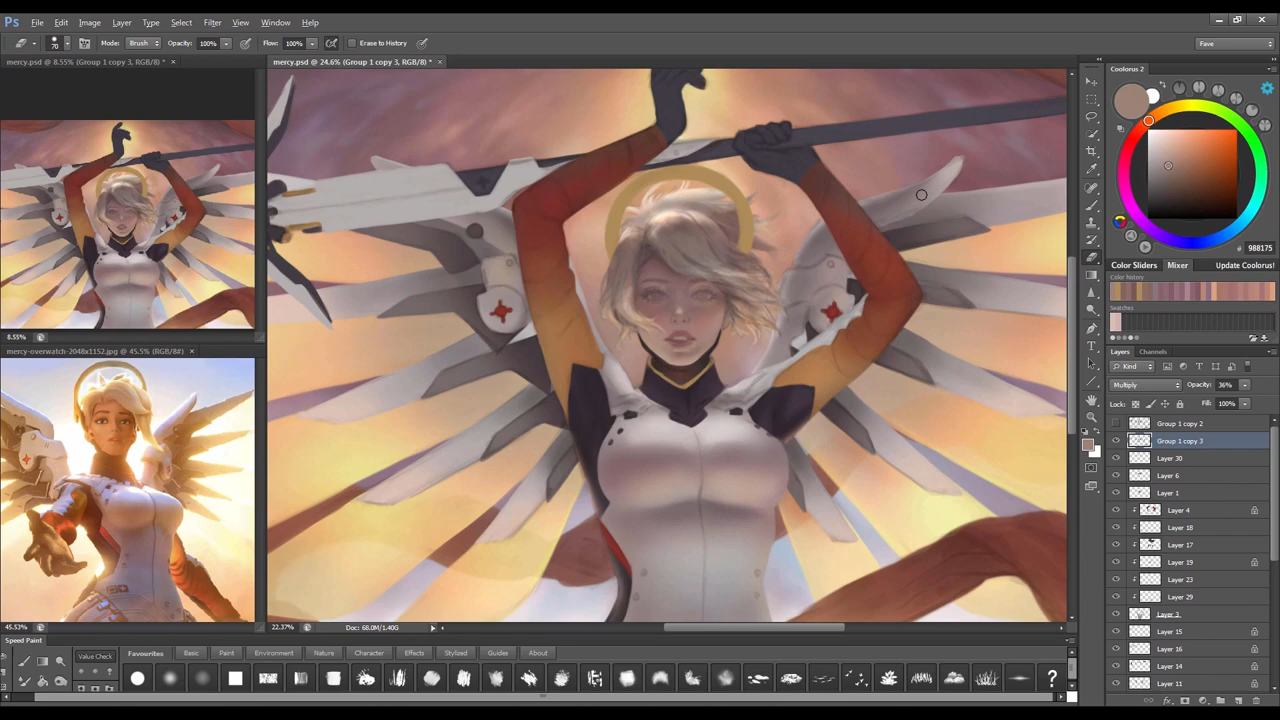 Ps File Edit Image Layer Type Select Filter View Window Help
70 Mode: Brush Opacity: 100% Flow: 100% Erase to History Fave
mercy.psd @ 8.55% (Group 1 copy 3, RGB/8) * ×
mercy.psd @ 24.6% (Group 1 copy 3, RGB/8) * ×
Coolorus 2
# 988175
Color Sliders Mixer Update Coolorus!
Color history
Swatches
8.55%
mercy-overwatch-2048x1152.jpg @ 45.5% (RGB/8#) ×
Layers Channels
Kind
Multiply Opacity: 36%
Lock: Fill: 100%
Group 1 copy 2
Group 1 copy 3
Layer 30
Layer 6
Layer 1
Layer 4
Layer 18
Layer 17
Layer 19
Layer 23
Layer 29
Layer 3
Layer 15
Layer 16
Layer 14
Layer 11
45.53%
22.37% Doc: 68.0M/1.40G
Speed Paint
Value Check
Favourites Basic Paint Environment Nature Character Effects Stylized Guides About
?